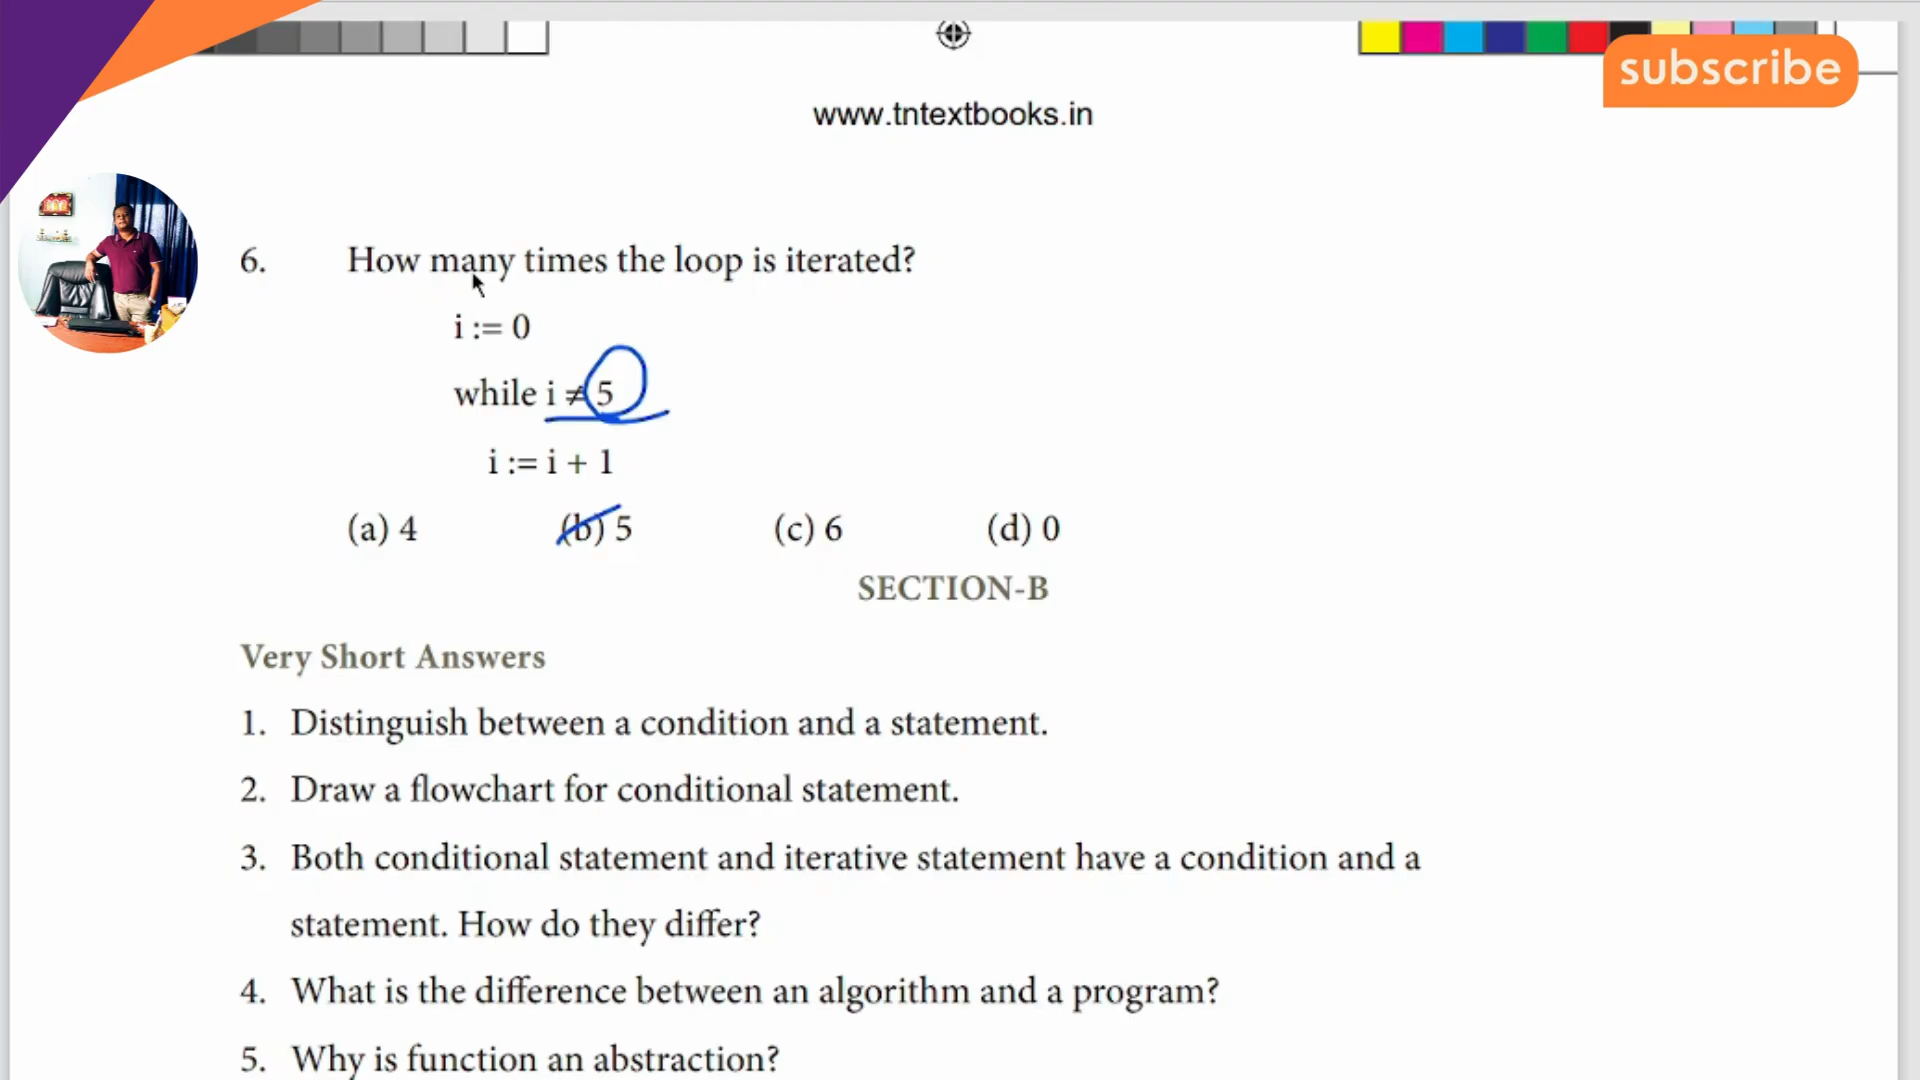 subscribe
www.tntextbooks.in
6. How many times the loop is iterated?
i := 0
while i ≠ 5
i := i + 1
(a) 4 (b) 5 (c) 6 (d) 0
SECTION-B
Very Short Answers
1. Distinguish between a condition and a statement.
2. Draw a flowchart for conditional statement.
3. Both conditional statement and iterative statement have a condition and a
statement. How do they differ?
4. What is the difference between an algorithm and a program?
5. Why is function an abstraction?